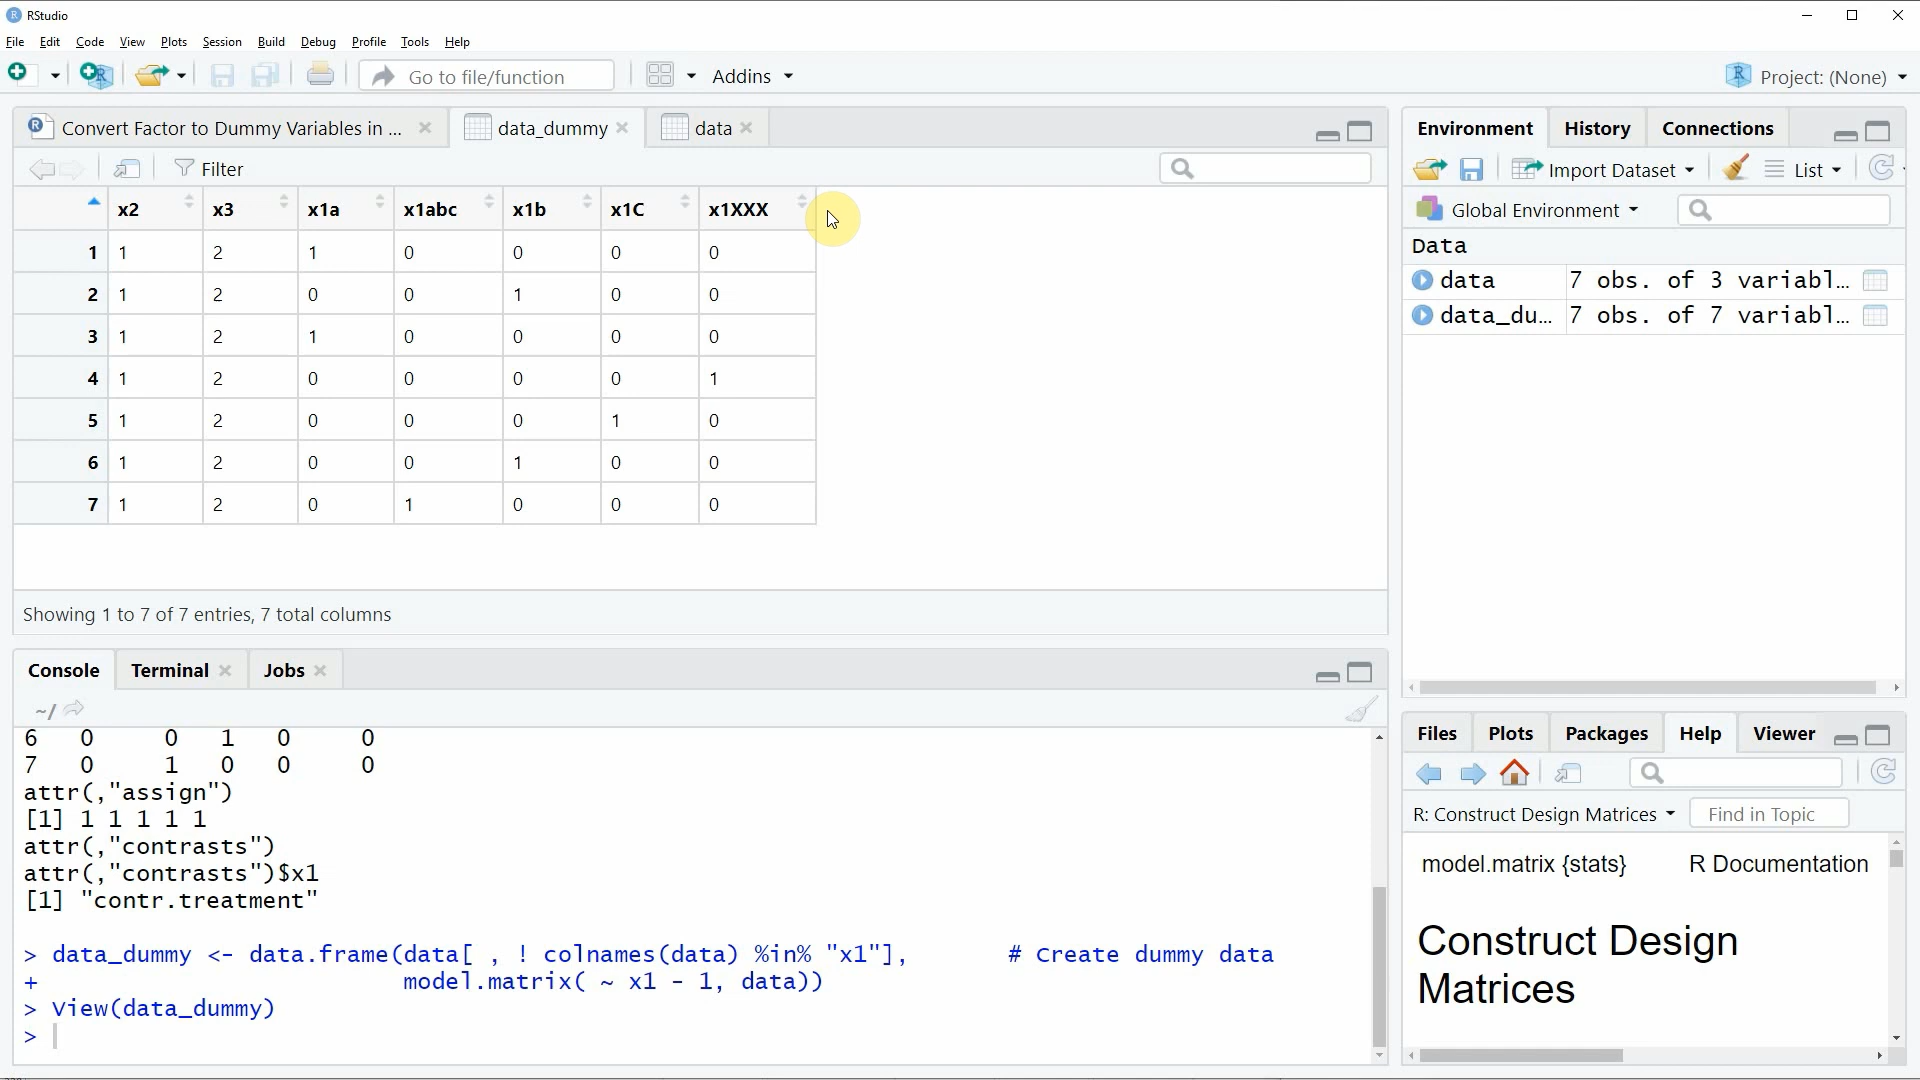 RStudio
File Edit Code View Plots Session Build Debug Profile Tools Help
Go to file/function Addins Project: (None)
Convert Factor to Dummy Variables in ... data_dummy data
Filter
x2 x3 x1a x1abc x1b x1C x1XXX
1 1 2 1 0 0 0 0
2 1 2 0 0 1 0 0
3 1 2 1 0 0 0 0
4 1 2 0 0 0 0 1
5 1 2 0 0 0 1 0
6 1 2 0 0 1 0 0
7 1 2 0 1 0 0 0
Showing 1 to 7 of 7 entries, 7 total columns
Console Terminal Jobs
~/
6 0 0 1 0 0
7 0 1 0 0 0
attr(,"assign")
[1] 1 1 1 1 1
attr(,"contrasts")
attr(,"contrasts")$x1
[1] "contr.treatment"
> data_dummy <- data.frame(data[ , ! colnames(data) %in% "x1"], # Create dummy data
+ model.matrix( ~ x1 - 1, data))
> View(data_dummy)
>
Environment History Connections
Import Dataset List
Global Environment
Data
data 7 obs. of 3 variabl...
data_du... 7 obs. of 7 variabl...
Files Plots Packages Help Viewer
R: Construct Design Matrices Find in Topic
model.matrix {stats} R Documentation
Construct Design
Matrices